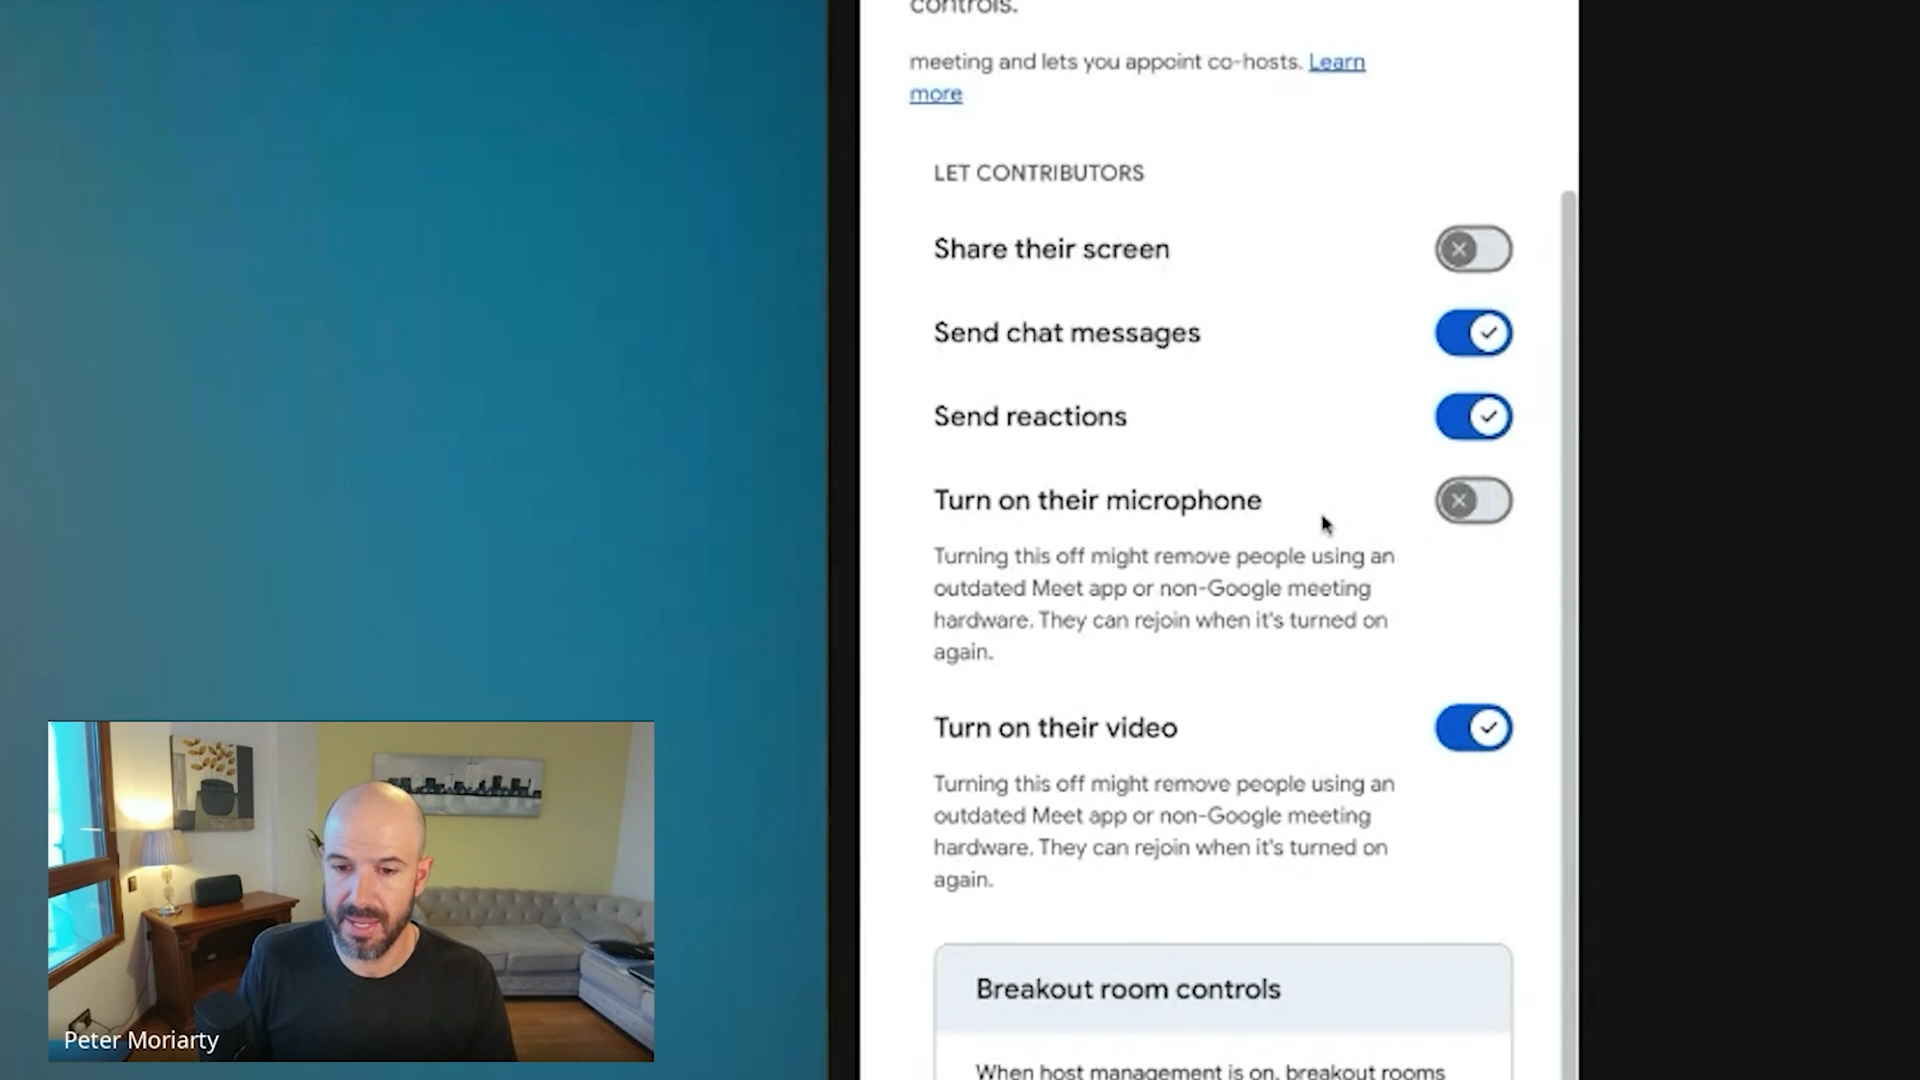 controls.
meeting and lets you appoint co-hosts. Learn
more
LET CONTRIBUTORS
Share their screen
Send chat messages
Send reactions
Turn on their microphone
Turning this off might remove people using an
outdated Meet app or non-Google meeting
hardware. They can rejoin when it's turned on
again.
Turn on their video
Turning this off might remove people using an
outdated Meet app or non-Google meeting
hardware. They can rejoin when it's turned on
again.
Breakout room controls
When host management is on, breakout rooms
Peter Moriarty